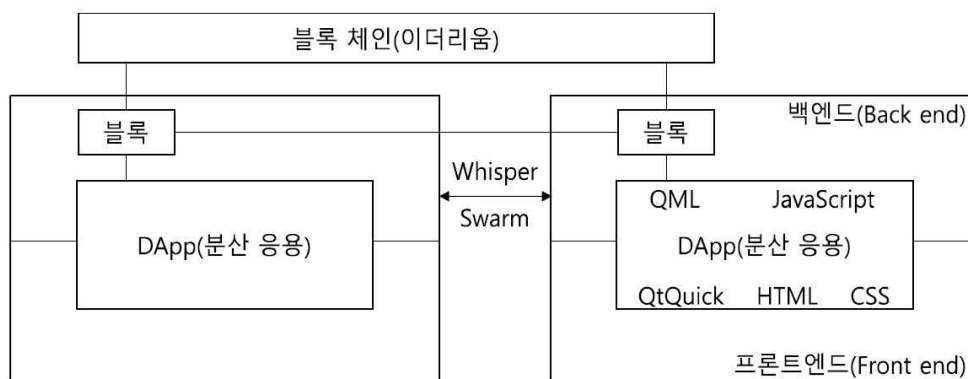 블록 체인(이더리움)
백엔드(Back end)
블록
블록
Whisper
Swarm
DApp(분산 응용)
QML JavaScript
DApp(분산 응용)
QtQuick HTML CSS
프론트엔드(Front end)